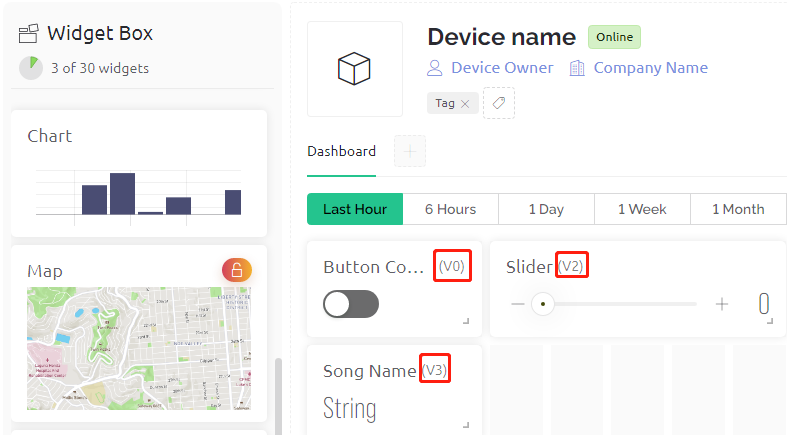 Widget Box
3 of 30 widgets
Chart
Map
Device name Online
Device Owner Company Name
Tag
Dashboard
Last Hour 6 Hours 1 Day 1 Week 1 Month
Button Co... (V0)
Slider (V2)
0
Song Name (V3)
String